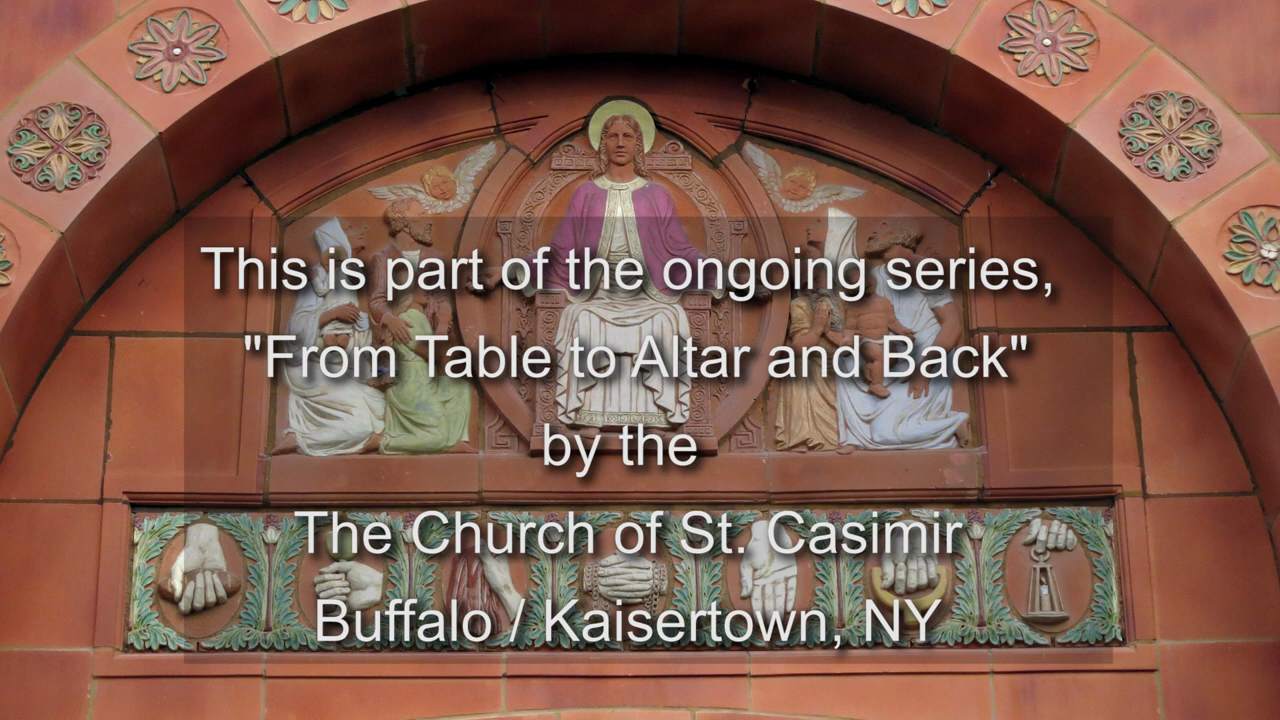 This is part of the ongoing series,
"From Table to Altar and Back"
by the
The Church of St. Casimir
Buffalo / Kaisertown, NY